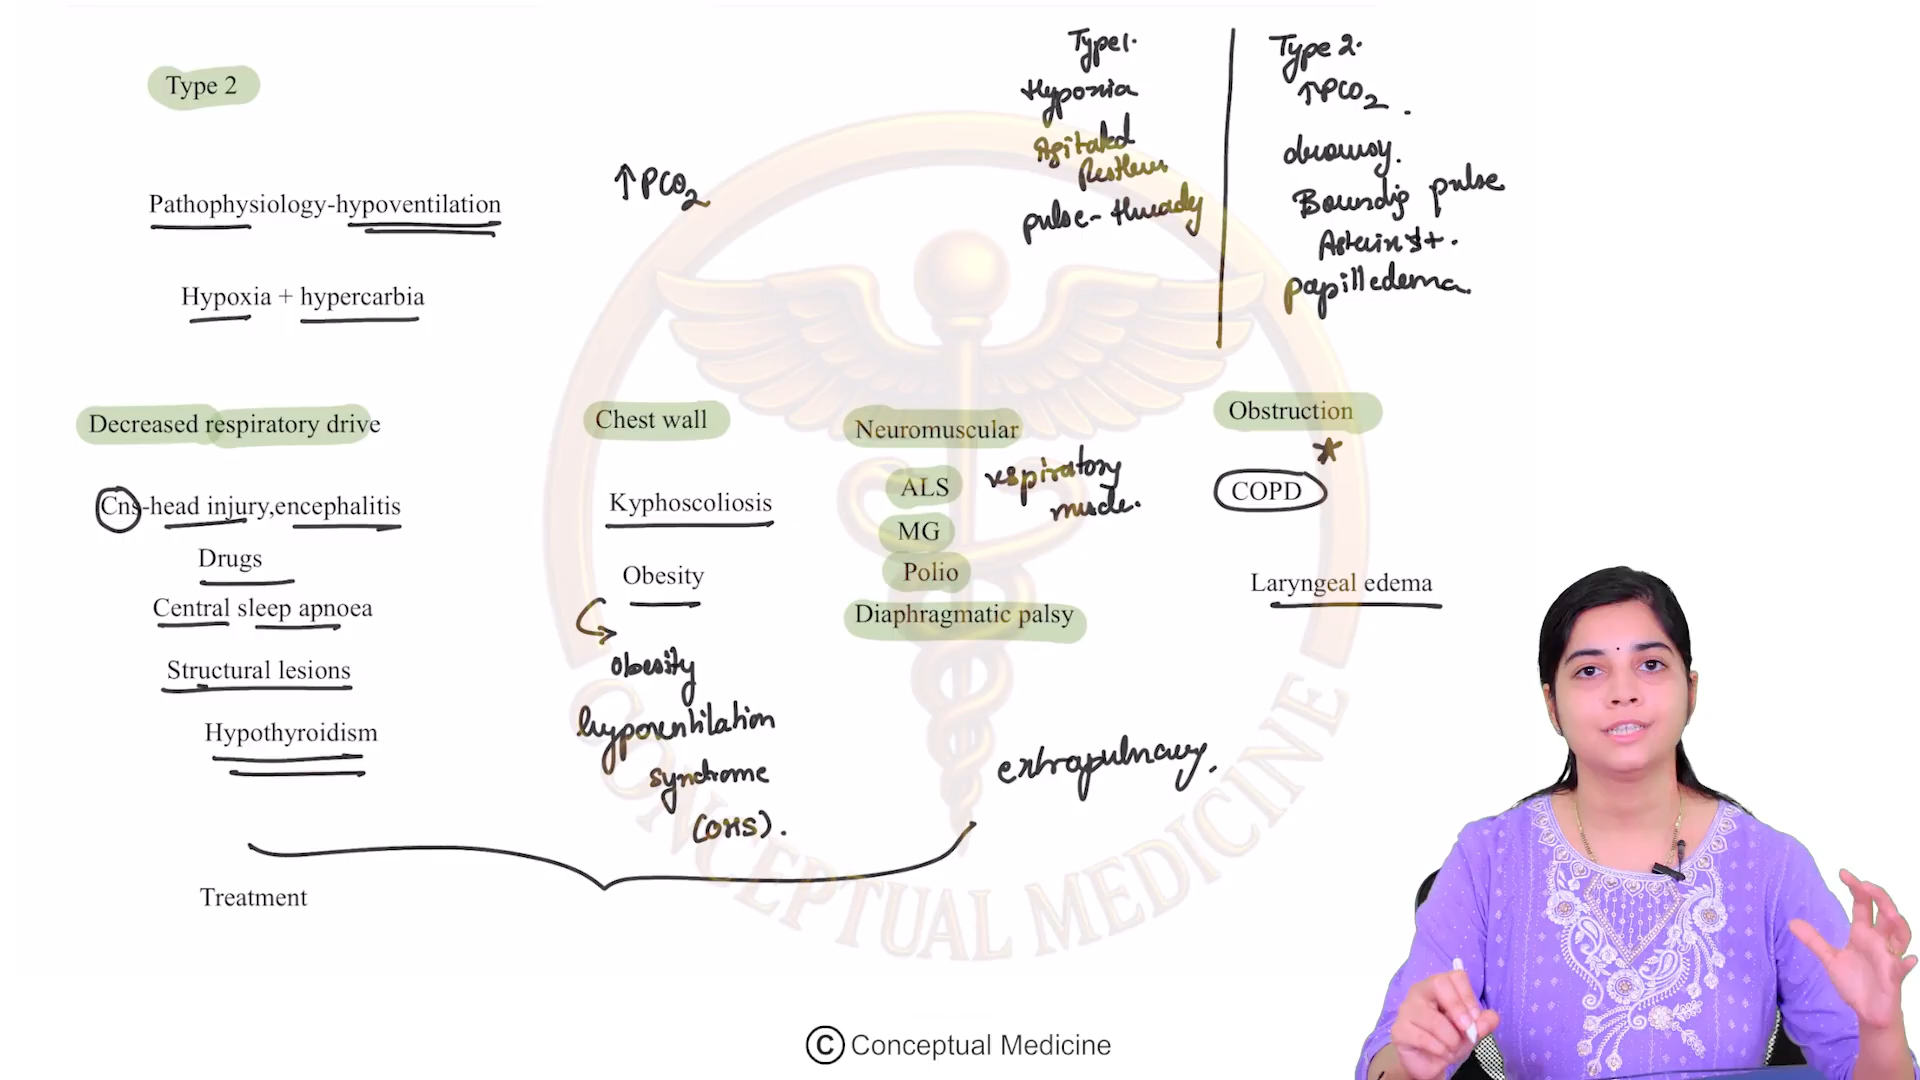 Type 2
Pathophysiology-hypoventilation
Hypoxia + hypercarbia
↑PCO2
Type 1.
Hypoxia
Agitated
Restless
pulse - thready
Type 2.
↑PCO2.
drowsy.
Bounding pulse
Asterixis +.
papilledema.
Decreased respiratory drive
Cns-head injury,encephalitis
Drugs
Central sleep apnoea
Structural lesions
Hypothyroidism
Chest wall
Kyphoscoliosis
Obesity
obesity
hypoventilation
syndrome
(OHS).
Neuromuscular
ALS
MG
Polio
Diaphragmatic palsy
respiratory
muscle.
extrapulmonary.
Obstruction
COPD
Laryngeal edema
Treatment
CONCEPTUAL MEDICINE
© Conceptual Medicine